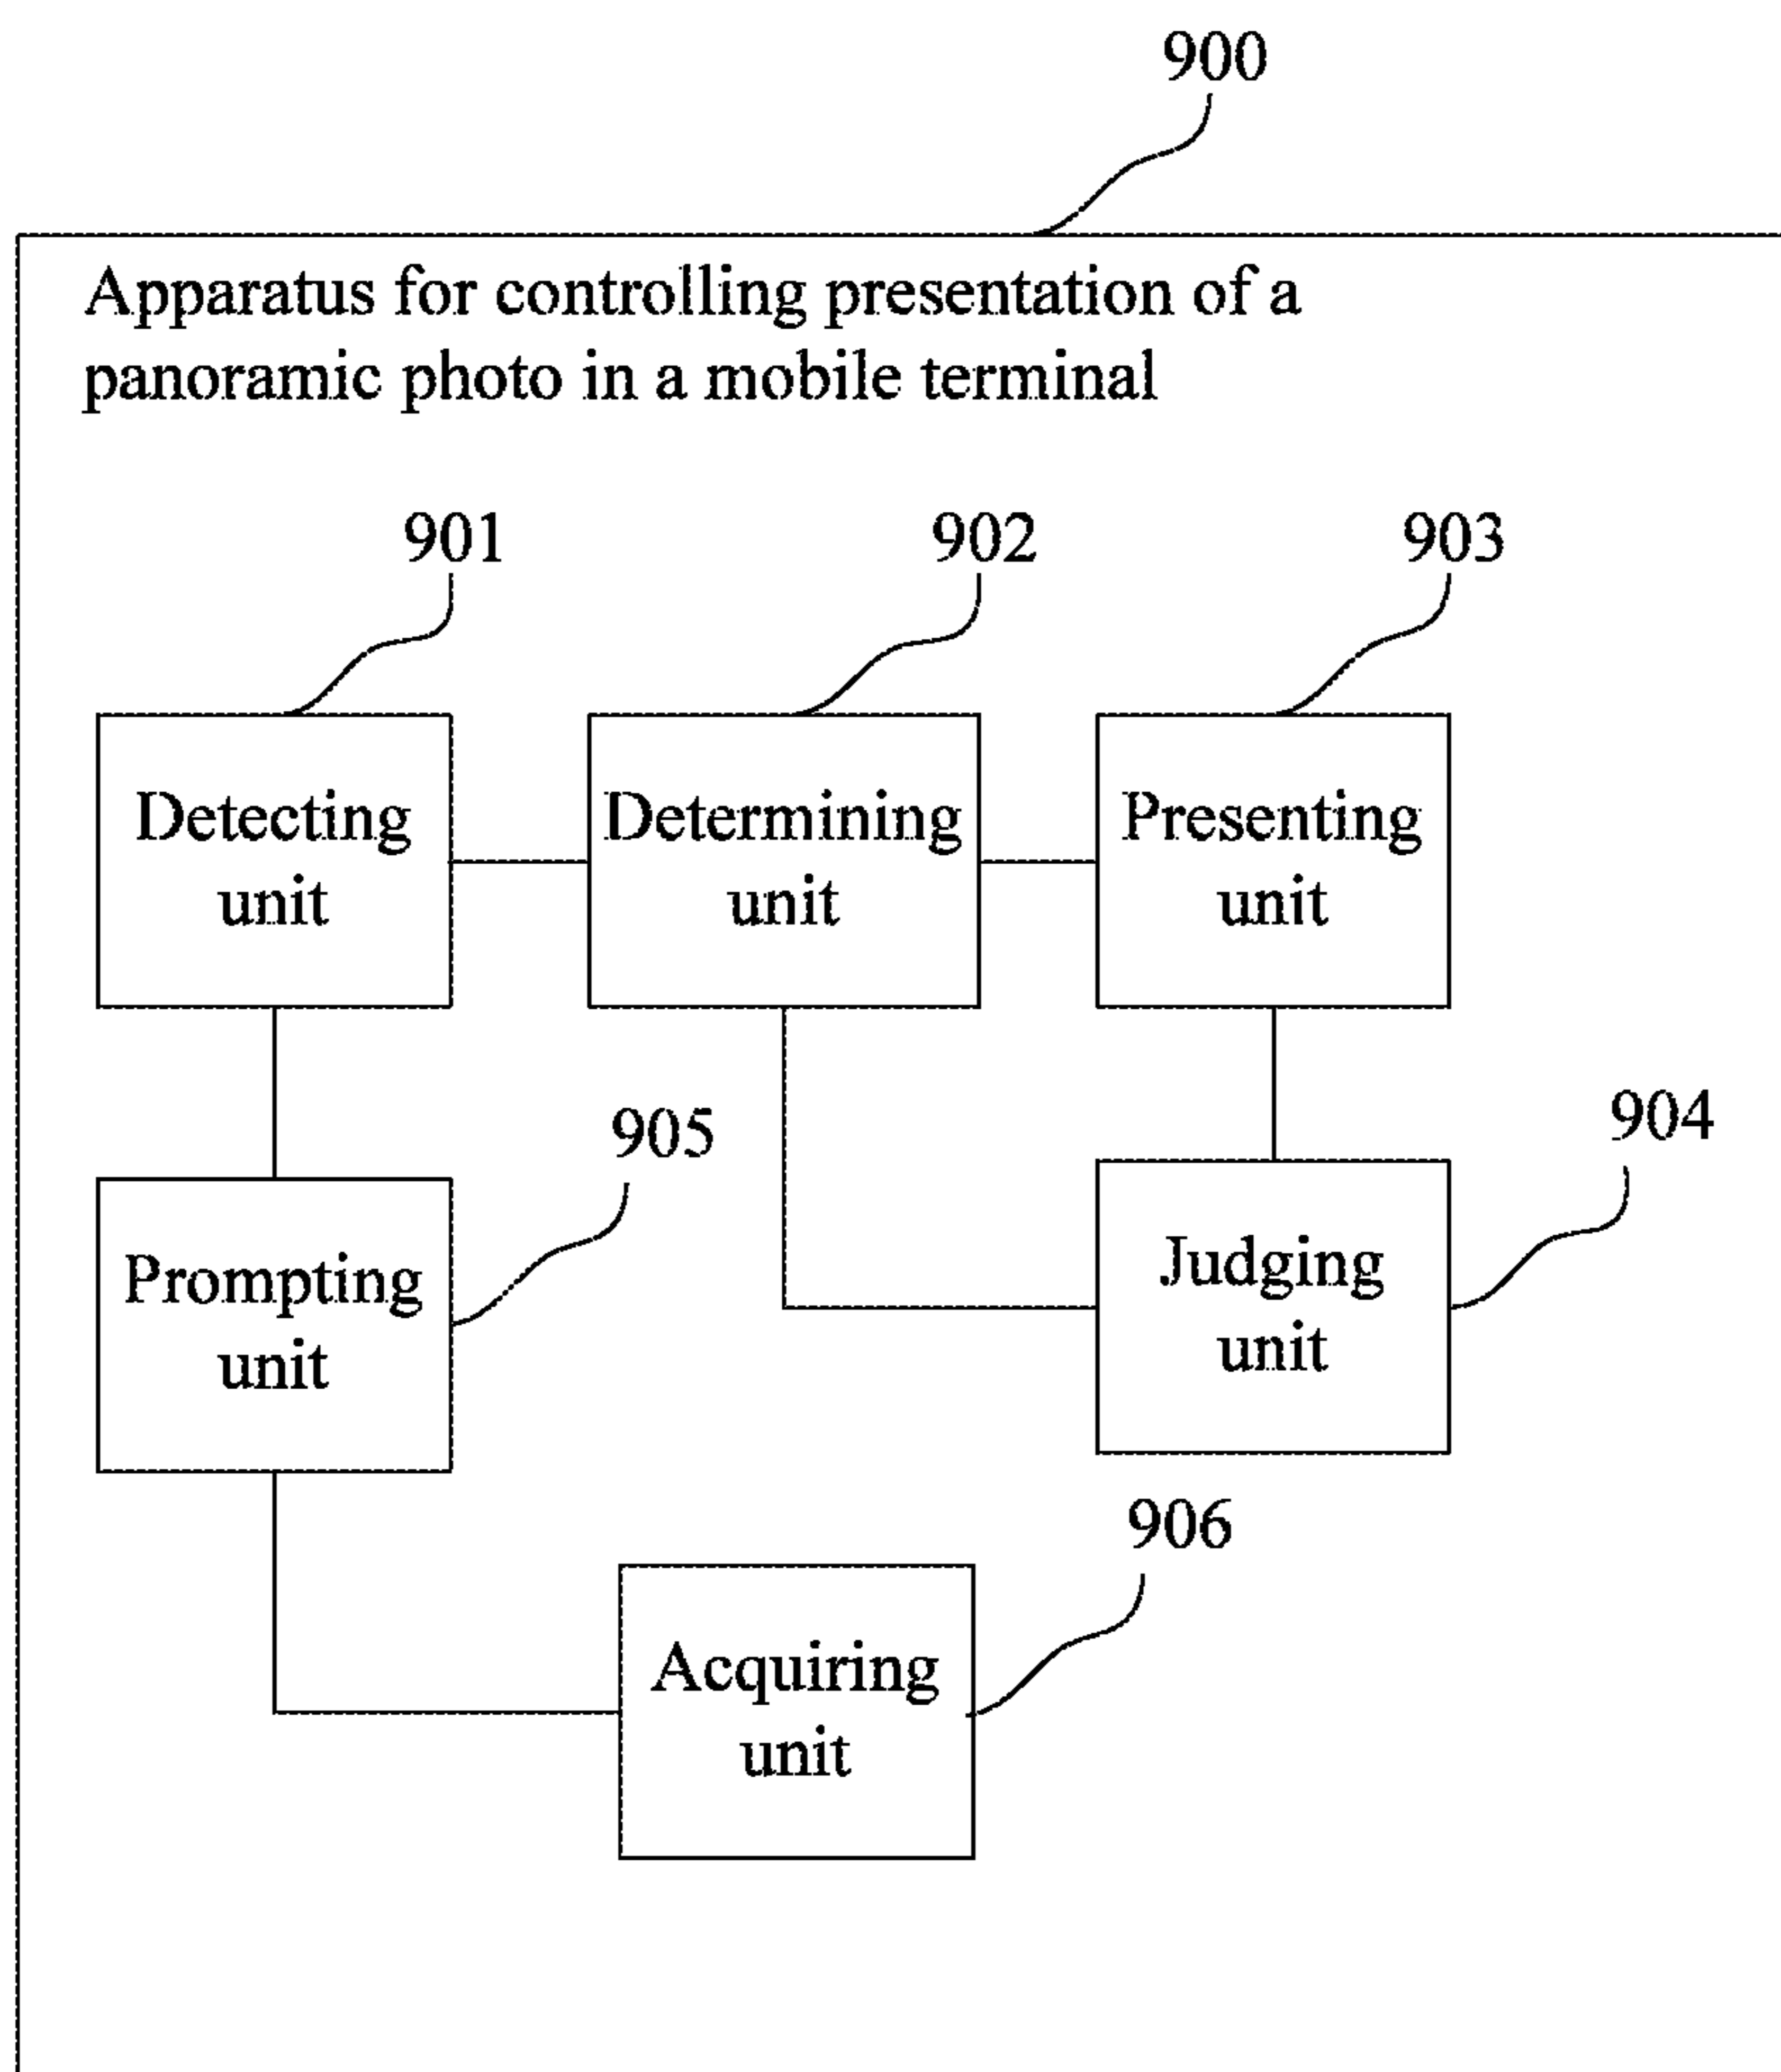 900
Apparatus for controlling presentation of a
panoramic photo in a mobile terminal
901
902
903
Detecting
unit
Determining
unit
Presenting
unit
905
904
Prompting
unit
Judging
unit
906
Acquiring
unit